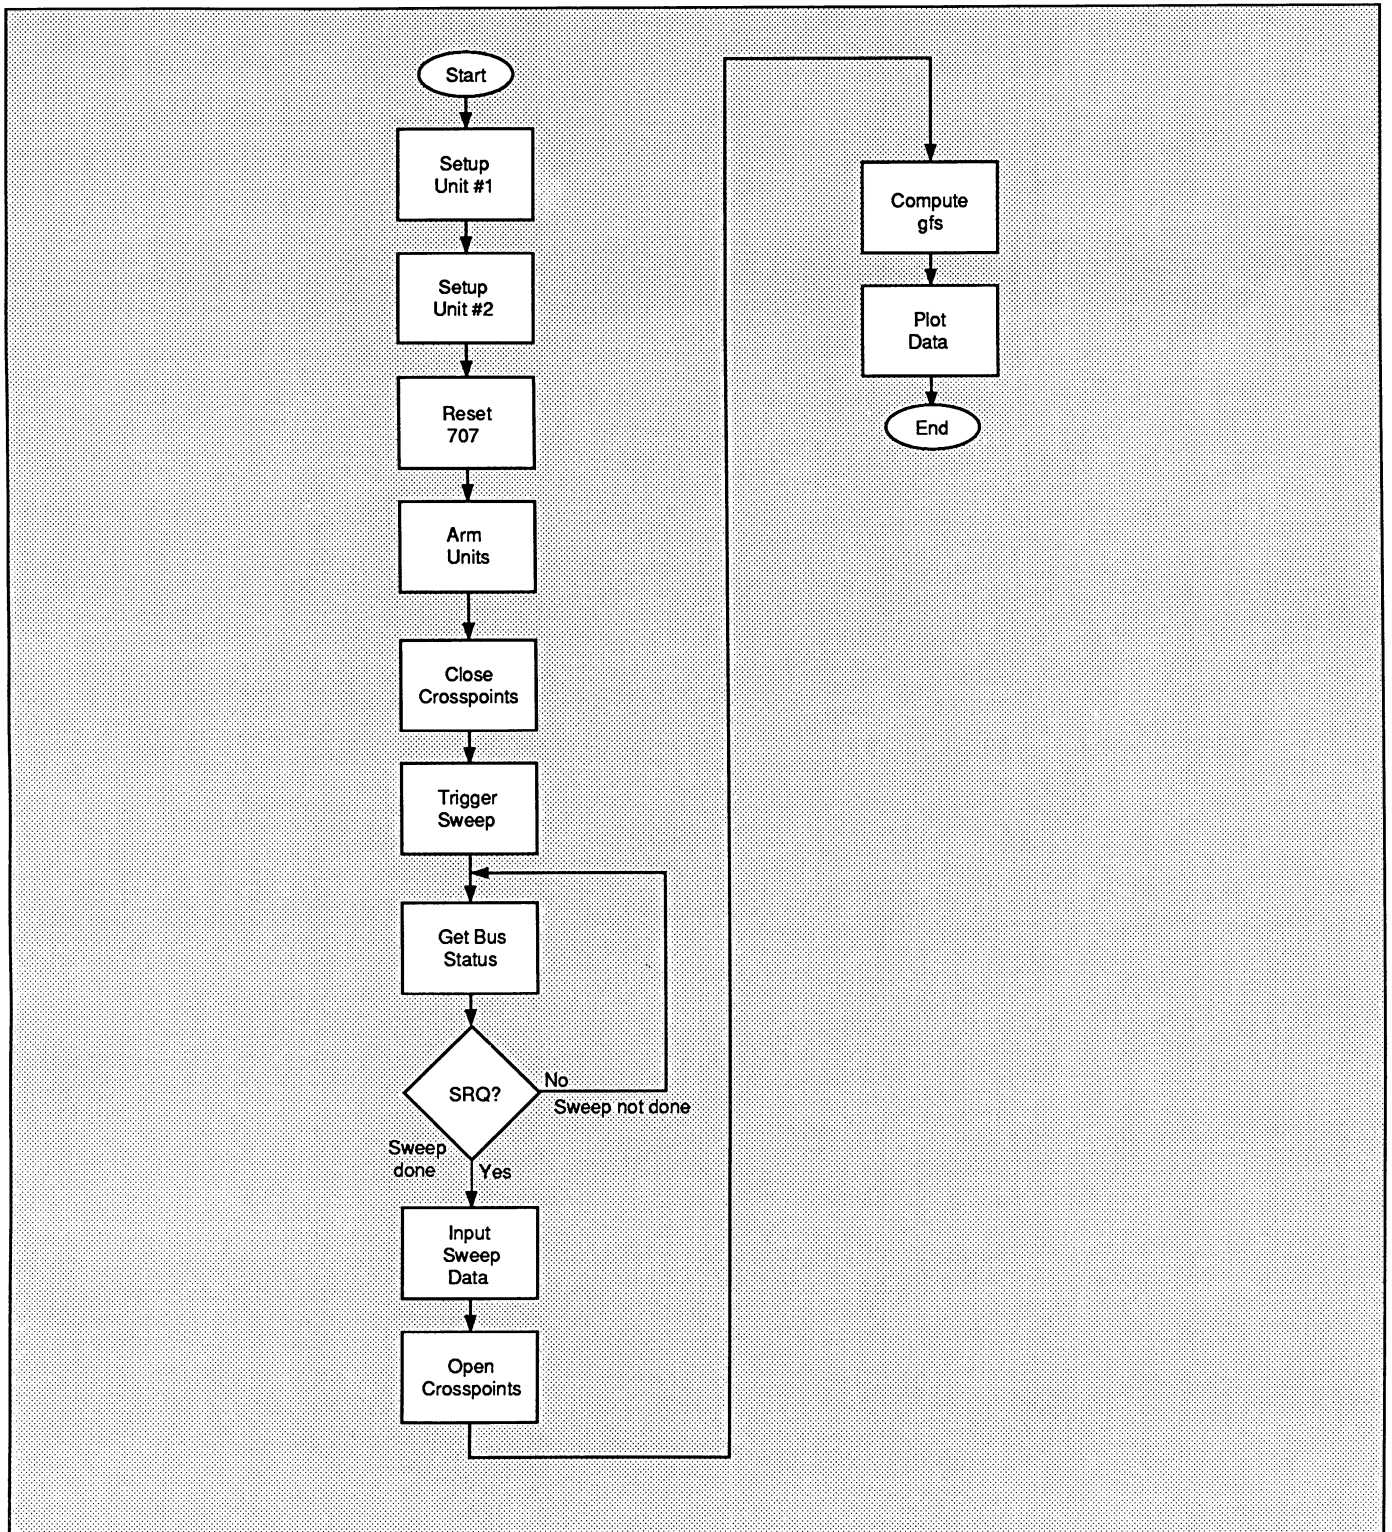 Start
Setup
Unit #1
Setup
Unit #2
Reset
707
Arm
Units
Close
Crosspoints
Trigger
Sweep
Get Bus
Status
SRQ?
No
Sweep not done
Sweep
done
Yes
Input
Sweep
Data
Open
Crosspoints
Compute
gfs
Plot
Data
End